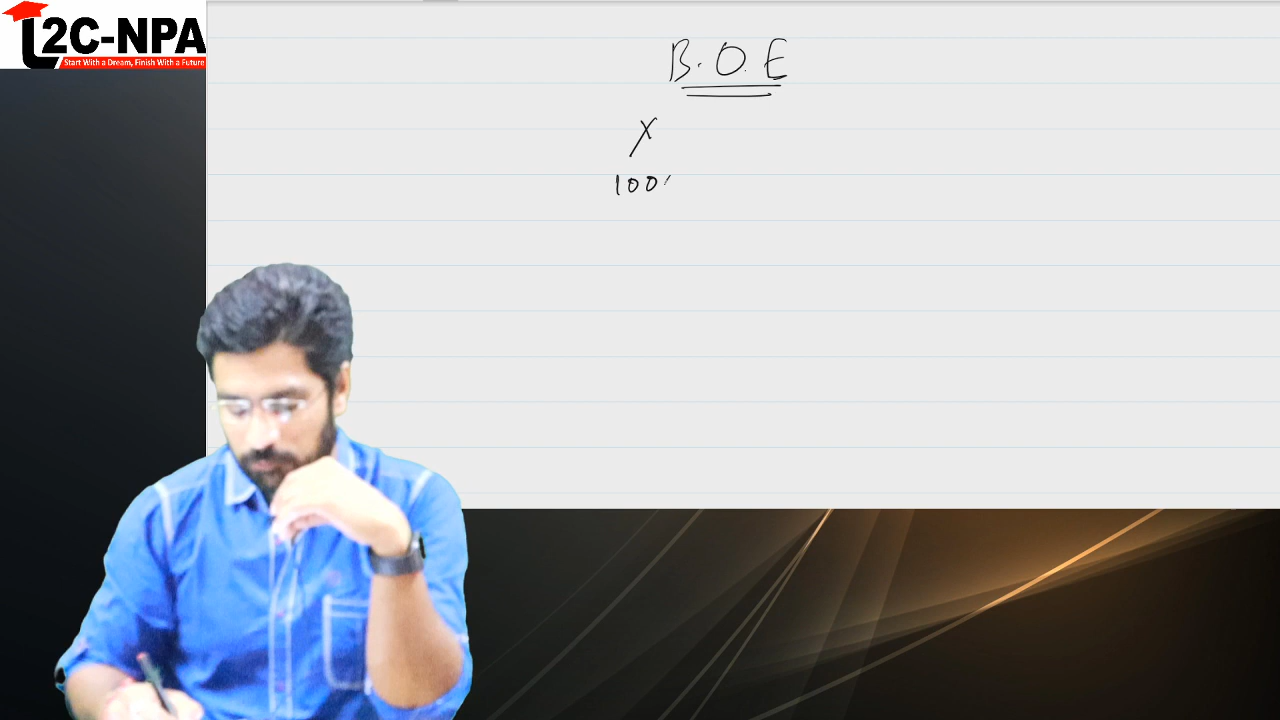 L2C-NPA
Start With a Dream, Finish With a Future
B.O.E
X
100